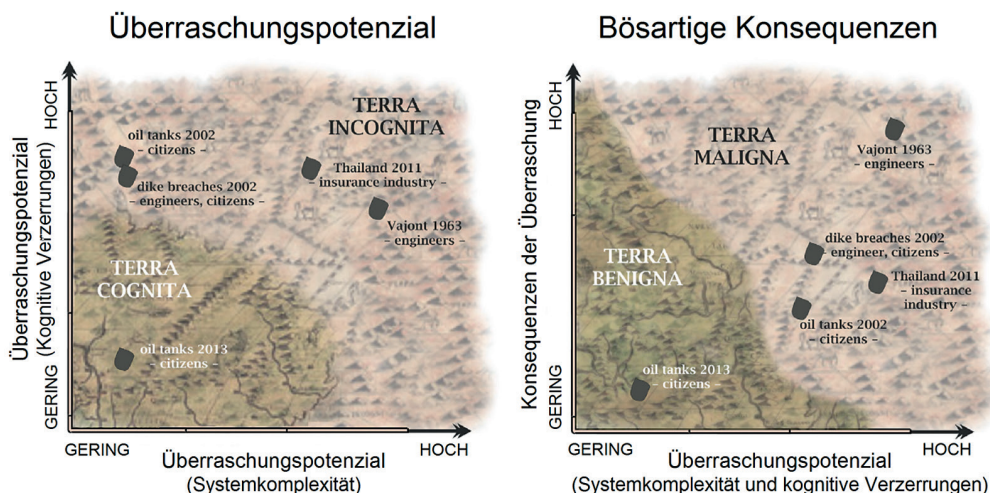 Überraschungspotenzial
HOCH
Überraschungspotenzial
(Kognitive Verzerrungen)
GERING
TERRA
INCOGNITA
oil tanks 2002
– citizens –
Thailand 2011
– insurance industry –
dike breaches 2002
– engineers, citizens –
Vajont 1963
– engineers –
TERRA
COGNITA
oil tanks 2013
– citizens –
GERING
HOCH
Überraschungspotenzial
(Systemkomplexität)
Bösartige Konsequenzen
HOCH
Konsequenzen der Überraschung
GERING
TERRA
MALIGNA
Vajont 1963
– engineers –
dike breaches 2002
– engineer, citizens –
TERRA
BENIGNA
Thailand 2011
– insurance
industry –
oil tanks 2002
– citizens –
oil tanks 2013
– citizens –
GERING
HOCH
Überraschungspotenzial
(Systemkomplexität und kognitive Verzerrungen)